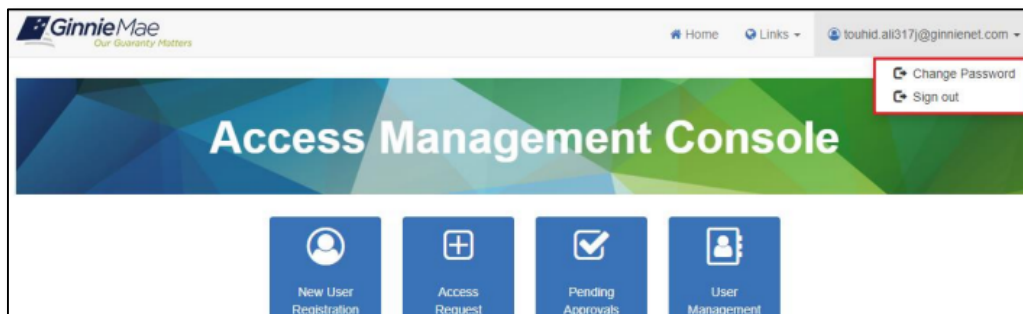 GinnieMae
Our Guaranty Matters
Home
Links
touhid.ali317j@ginnienet.com
Change Password
Sign out
Access Management Console
New User
Registration
Access
Request
Pending
Approvals
User
Management